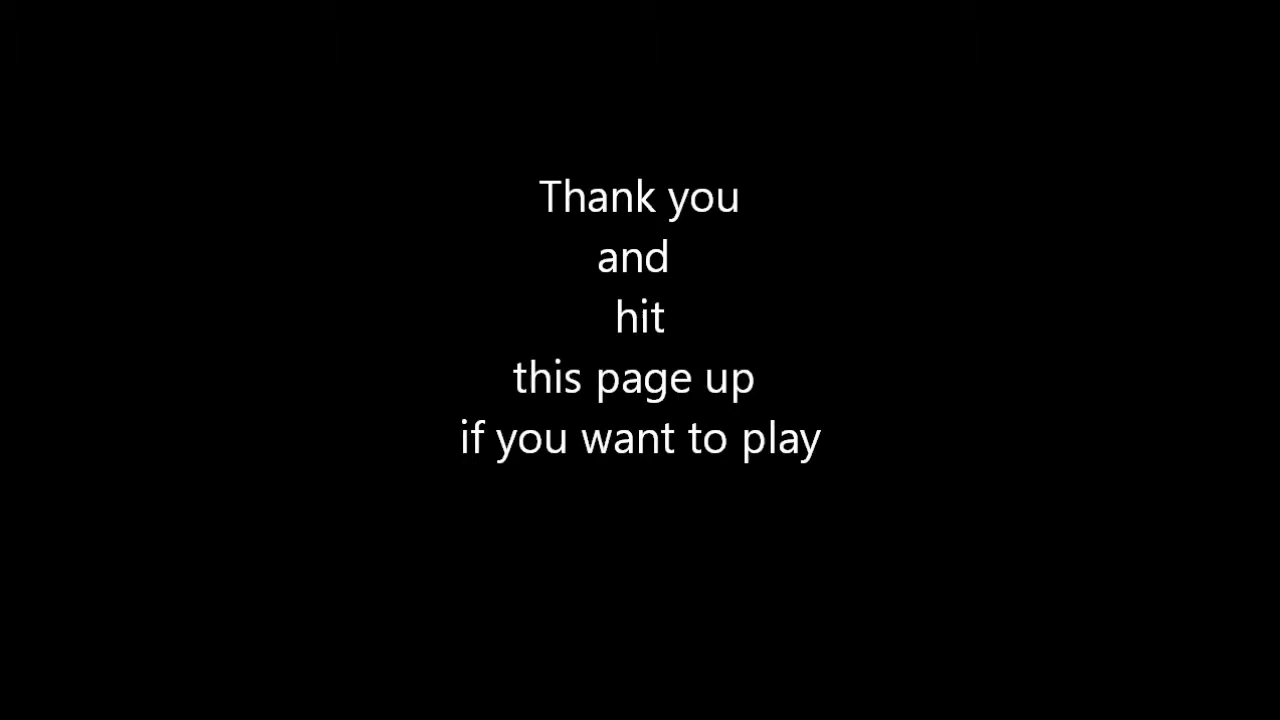 Thank you
and
hit
this page up
if you want to play